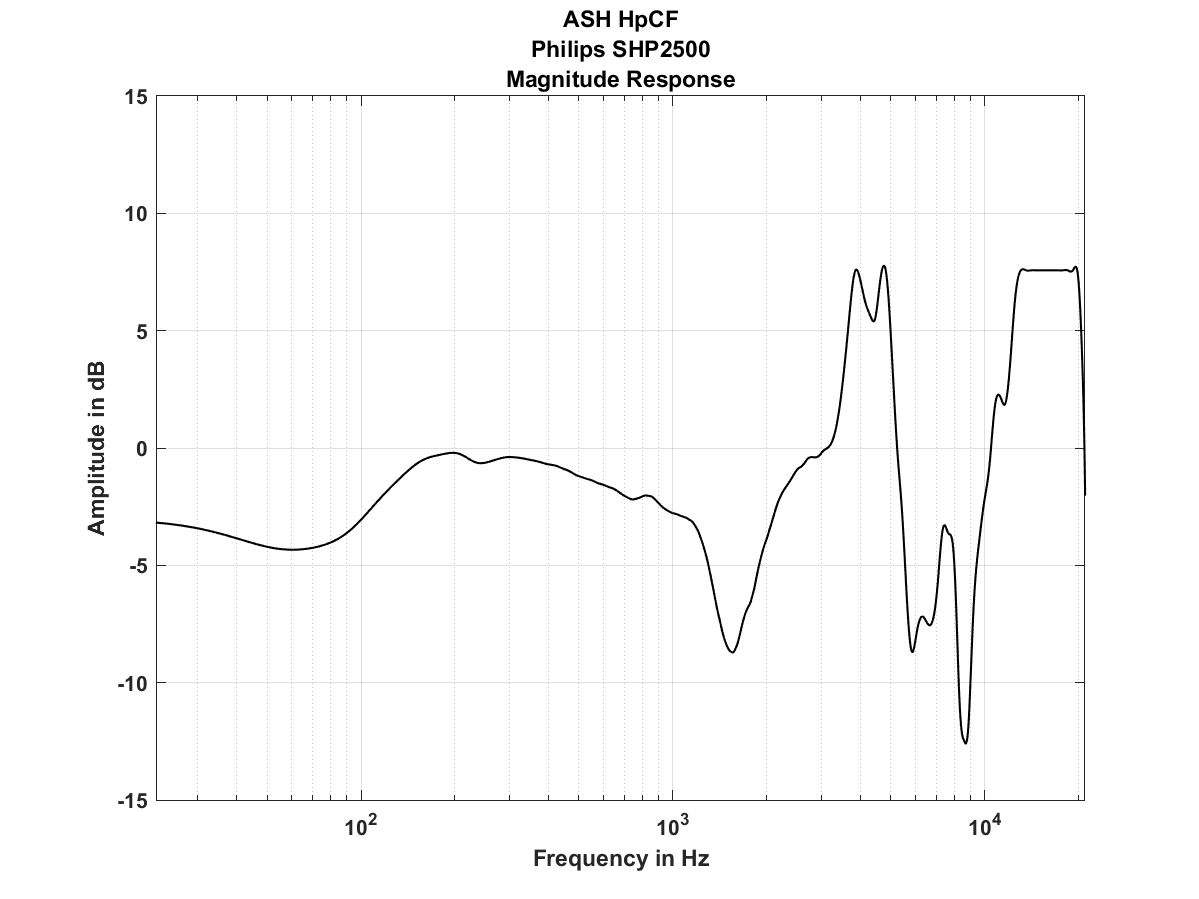 ASH HpCF
Philips SHP2500
Magnitude Response
15
10
5
0
-5
-10
-15
Amplitude in dB
10²
10³
10⁴
Frequency in Hz